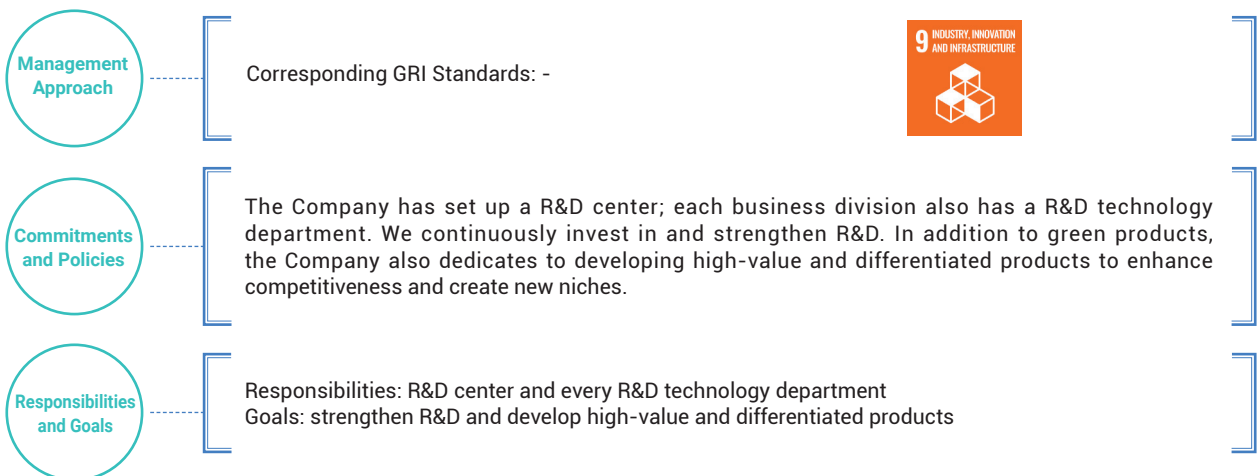 Management
Approach
Corresponding GRI Standards: -
9 INDUSTRY, INNOVATION
AND INFRASTRUCTURE
Commitments
and Policies
The Company has set up a R&D center; each business division also has a R&D technology
department. We continuously invest in and strengthen R&D. In addition to green products,
the Company also dedicates to developing high-value and differentiated products to enhance
competitiveness and create new niches.
Responsibilities
and Goals
Responsibilities: R&D center and every R&D technology department
Goals: strengthen R&D and develop high-value and differentiated products